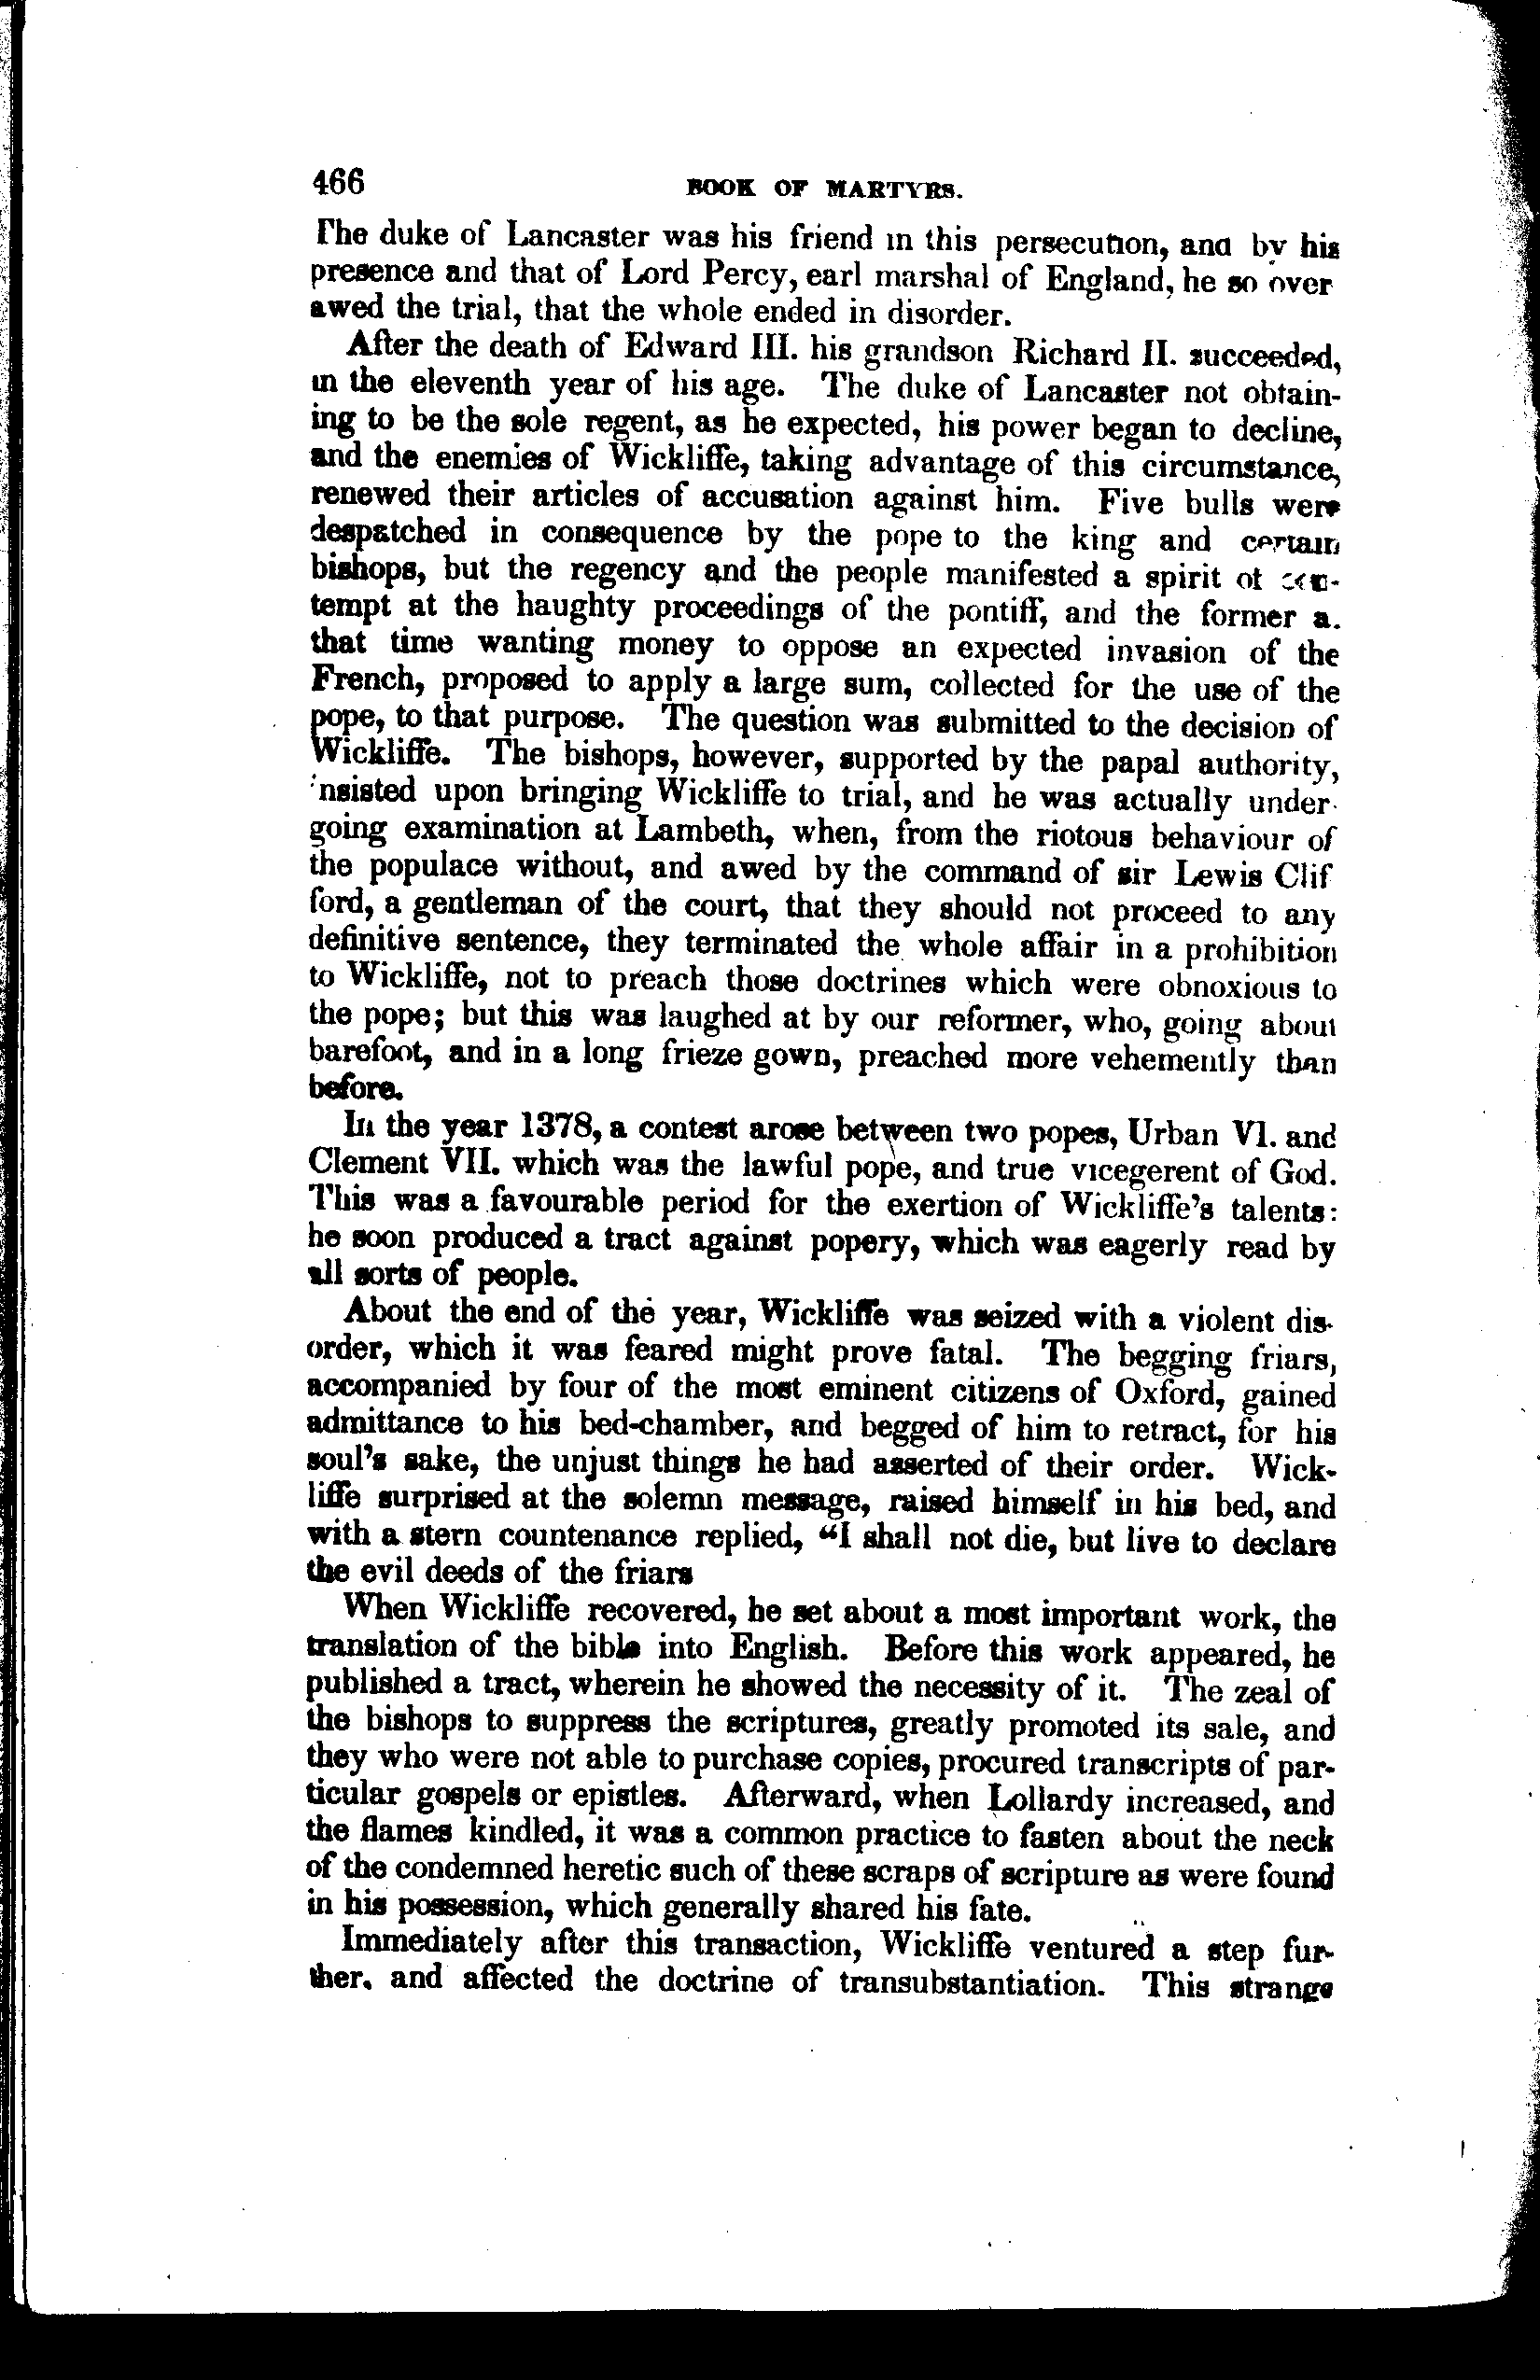 466 BOOK OF MARTYRS.
The duke of Lancaster was his friend in this persecution, and by his
presence and that of Lord Percy, earl marshal of England, he so over
awed the trial, that the whole ended in disorder.
After the death of Edward III. his grandson Richard II. succeeded,
in the eleventh year of his age. The duke of Lancaster not obtain-
ing to be the sole regent, as he expected, his power began to decline,
and the enemies of Wickliffe, taking advantage of this circumstance,
renewed their articles of accusation against him. Five bulls were
despatched in consequence by the pope to the king and certain
bishops, but the regency and the people manifested a spirit of con-
tempt at the haughty proceedings of the pontiff, and the former a.
that time wanting money to oppose an expected invasion of the
French, proposed to apply a large sum, collected for the use of the
pope, to that purpose. The question was submitted to the decision of
Wickliffe. The bishops, however, supported by the papal authority,
insisted upon bringing Wickliffe to trial, and he was actually under-
going examination at Lambeth, when, from the riotous behaviour of
the populace without, and awed by the command of sir Lewis Clif
ford, a gentleman of the court, that they should not proceed to any
definitive sentence, they terminated the whole affair in a prohibition
to Wickliffe, not to preach those doctrines which were obnoxious to
the pope; but this was laughed at by our reformer, who, going about
barefoot, and in a long frieze gown, preached more vehemently than
before.
In the year 1378, a contest arose between two popes, Urban VI. and
Clement VII. which was the lawful pope, and true vicegerent of God.
This was a favourable period for the exertion of Wickliffe's talents:
he soon produced a tract against popery, which was eagerly read by
all sorts of people.
About the end of the year, Wickliffe was seized with a violent dis-
order, which it was feared might prove fatal. The begging friars,
accompanied by four of the most eminent citizens of Oxford, gained
admittance to his bed-chamber, and begged of him to retract, for his
soul's sake, the unjust things he had asserted of their order. Wick-
liffe surprised at the solemn message, raised himself in his bed, and
with a stern countenance replied, “I shall not die, but live to declare
the evil deeds of the friars
When Wickliffe recovered, he set about a most important work, the
translation of the bible into English. Before this work appeared, he
published a tract, wherein he showed the necessity of it. The zeal of
the bishops to suppress the scriptures, greatly promoted its sale, and
they who were not able to purchase copies, procured transcripts of par-
ticular gospels or epistles. Afterward, when Lollardy increased, and
the flames kindled, it was a common practice to fasten about the neck
of the condemned heretic such of these scraps of scripture as were found
in his possession, which generally shared his fate.
Immediately after this transaction, Wickliffe ventured a step fur-
ther. and affected the doctrine of transubstantiation. This strange